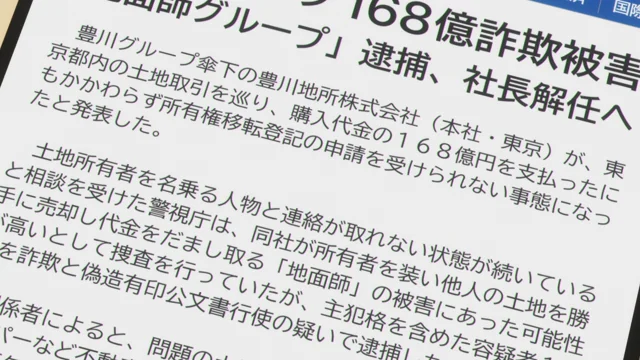 国際
168億詐欺被害
地面師グループ」逮捕、社長解任へ
豊川グループ傘下の豊川地所株式会社（本社・東京）が、東
京都内の土地取引を巡り、購入代金の１６８億円を支払ったに
もかかわらず所有権移転登記の申請を受けられない事態になっ
たと発表した。
土地所有者を名乗る人物と連絡が取れない状態が続いている
と相談を受けた警視庁は、同社が所有者を装い他人の土地を勝
手に売却し代金をだまし取る「地面師」の被害にあった可能性
が高いとして捜査を行っていたが、主犯格を含めた容疑者
を詐欺と偽造有印公文書行使の疑いで逮捕し
係者によると、問題の
パーなど不動